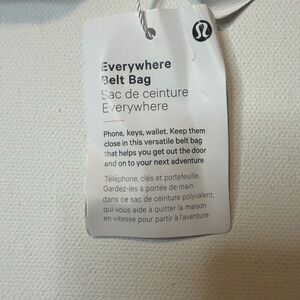 Everywhere
Belt Bag
Sac de ceinture
Everywhere
Phone, keys, wallet. Keep them
close in this versatile belt bag
that helps you get out the door
and on to your next adventure
Téléphone, clés et portefeuille.
Gardez-les à portée de main
dans ce sac de ceinture polyvalent,
qui vous aide à quitter la maison
en vitesse pour partir à l'aventure